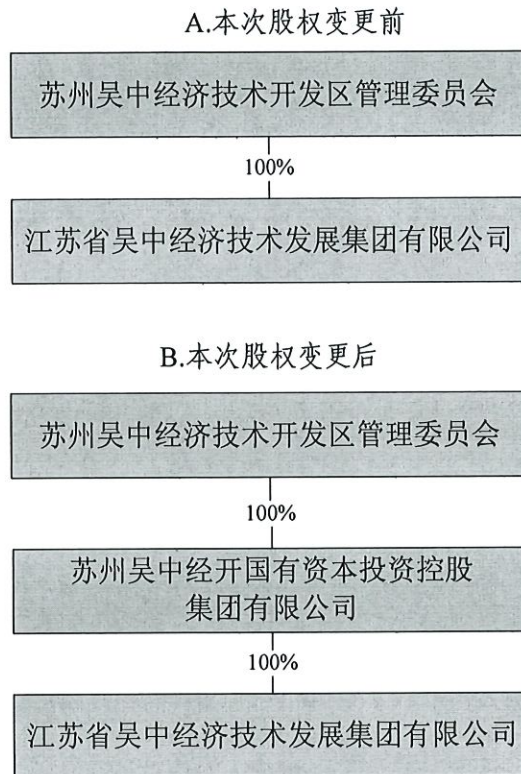 A.本次股权变更前
苏州吴中经济技术开发区管理委员会
100%
江苏省吴中经济技术发展集团有限公司
B.本次股权变更后
苏州吴中经济技术开发区管理委员会
100%
苏州吴中经开国有资本投资控股
集团有限公司
100%
江苏省吴中经济技术发展集团有限公司